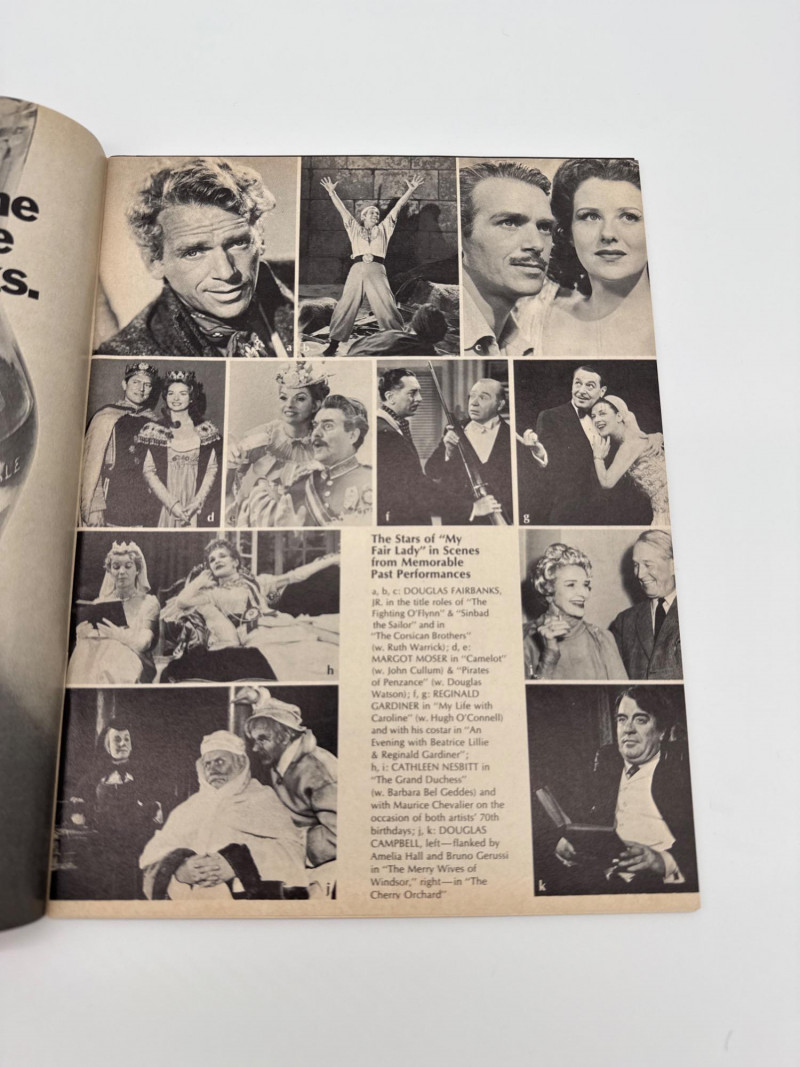 ne
e
s.
LE
a
b
c
d
f
g
h
The Stars of "My
Fair Lady" in Scenes
from Memorable
Past Performances
a, b, c: DOUGLAS FAIRBANKS,
JR. in the title roles of "The
Fighting O'Flynn" & "Sinbad
the Sailor" and in
"The Corsican Brothers"
(w. Ruth Warrick); d, e:
MARGOT MOSER in "Camelot"
(w. John Cullum) & "Pirates
of Penzance" (w. Douglas
Watson); f, g: REGINALD
GARDINER in "My Life with
Caroline" (w. Hugh O'Connell)
and with his costar in "An
Evening with Beatrice Lillie
& Reginald Gardiner";
h, i: CATHLEEN NESBITT in
"The Grand Duchess"
(w. Barbara Bel Geddes) and
with Maurice Chevalier on the
occasion of both artists' 70th
birthdays; j, k: DOUGLAS
CAMPBELL, left—flanked by
Amelia Hall and Bruno Gerussi
in "The Merry Wives of
Windsor," right—in "The
Cherry Orchard"
i
j
k